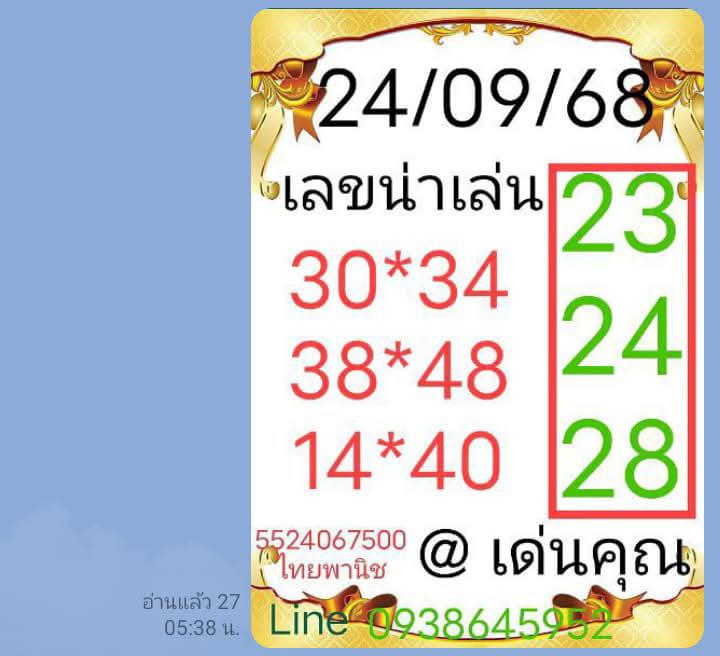 24/09/68
เลขน่าเล่น
23
30*34
24
38*48
14*40
28
5524067500
ไทยพานิช
@ เด่นคุณ
อ่านแล้ว 27
05:38 น.
Line 0938645952